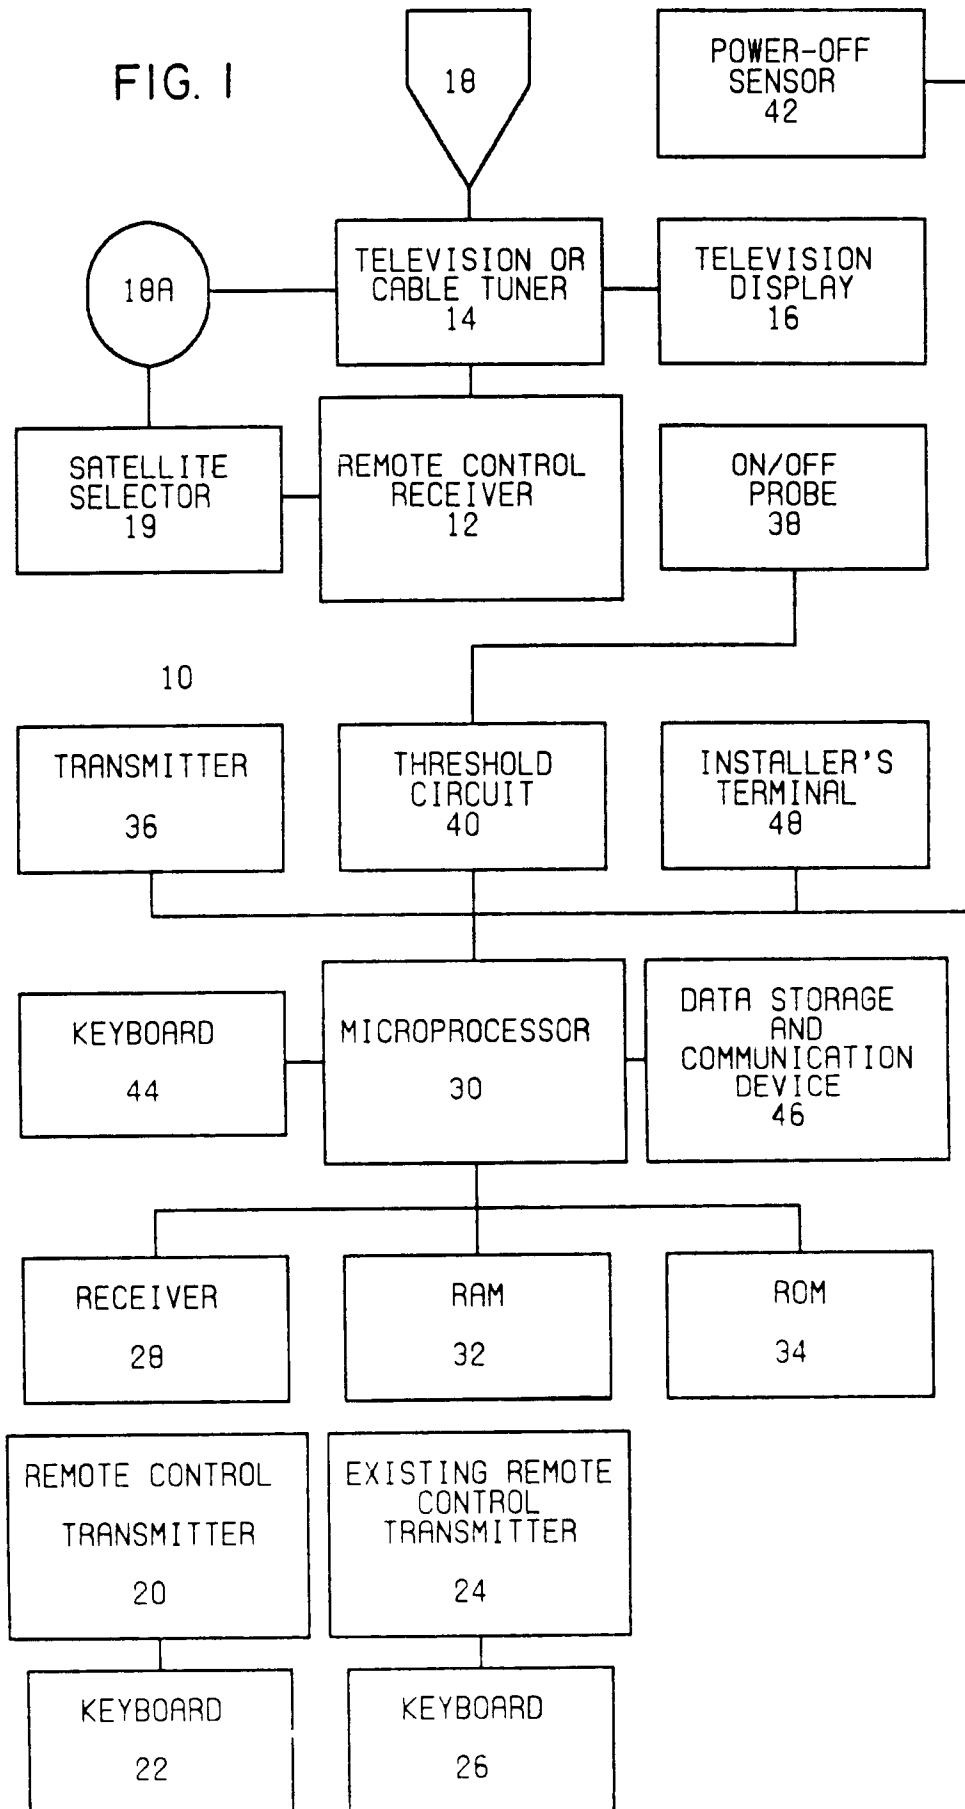 FIG. 1
18
POWER-OFF
SENSOR
42
18A
TELEVISION OR
CABLE TUNER
14
TELEVISION
DISPLAY
16
SATELLITE
SELECTOR
19
REMOTE CONTROL
RECEIVER
12
ON/OFF
PROBE
38
10
TRANSMITTER
36
THRESHOLD
CIRCUIT
40
INSTALLER'S
TERMINAL
48
KEYBOARD
44
MICROPROCESSOR
30
DATA STORAGE
AND
COMMUNICATION
DEVICE
46
RECEIVER
28
RAM
32
ROM
34
REMOTE CONTROL
TRANSMITTER
20
EXISTING REMOTE
CONTROL
TRANSMITTER
24
KEYBOARD
22
KEYBOARD
26